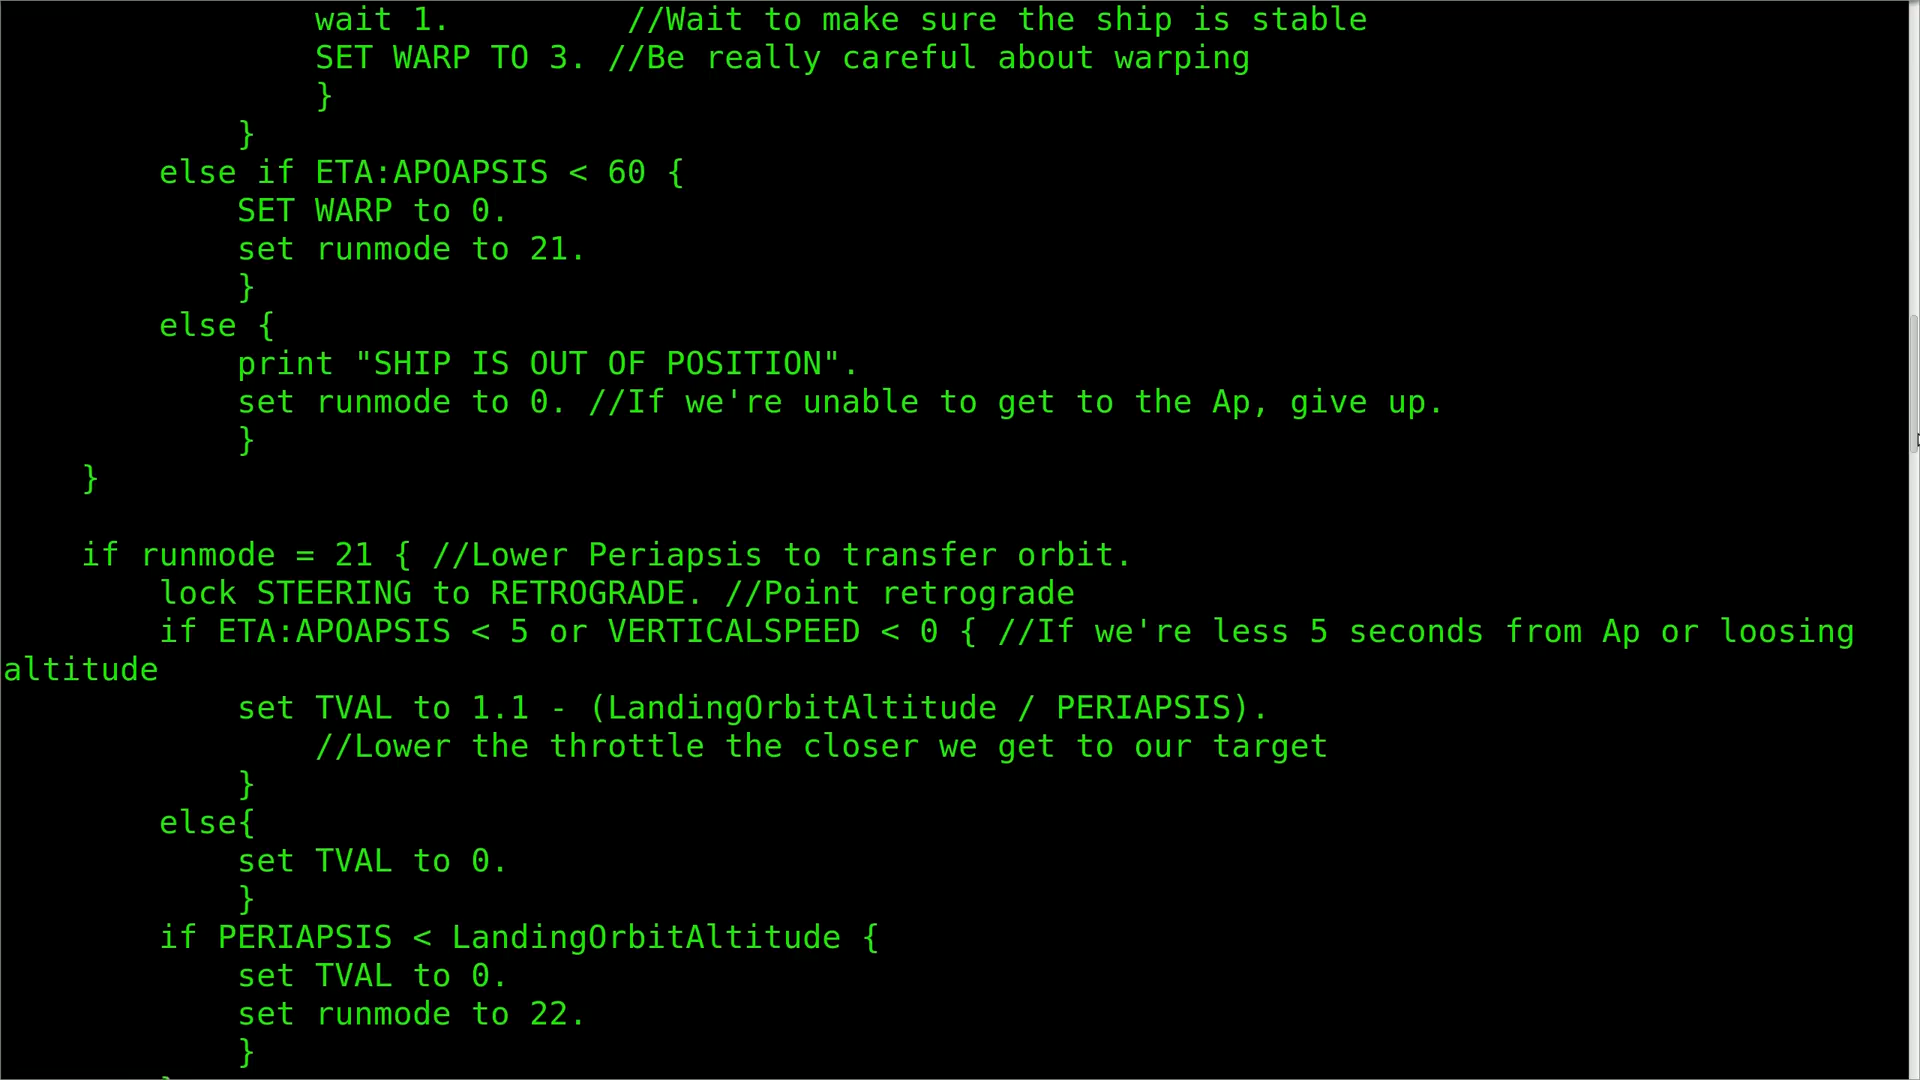 wait 1.         //Wait to make sure the ship is stable
SET WARP TO 3. //Be really careful about warping
}
}
else if ETA:APOAPSIS < 60 {
SET WARP to 0.
set runmode to 21.
}
else {
print "SHIP IS OUT OF POSITION".
set runmode to 0. //If we're unable to get to the Ap, give up.
}
}
if runmode = 21 { //Lower Periapsis to transfer orbit.
lock STEERING to RETROGRADE. //Point retrograde
if ETA:APOAPSIS < 5 or VERTICALSPEED < 0 { //If we're less 5 seconds from Ap or loosing
altitude
set TVAL to 1.1 - (LandingOrbitAltitude / PERIAPSIS).
//Lower the throttle the closer we get to our target
}
else{
set TVAL to 0.
}
if PERIAPSIS < LandingOrbitAltitude {
set TVAL to 0.
set runmode to 22.
}